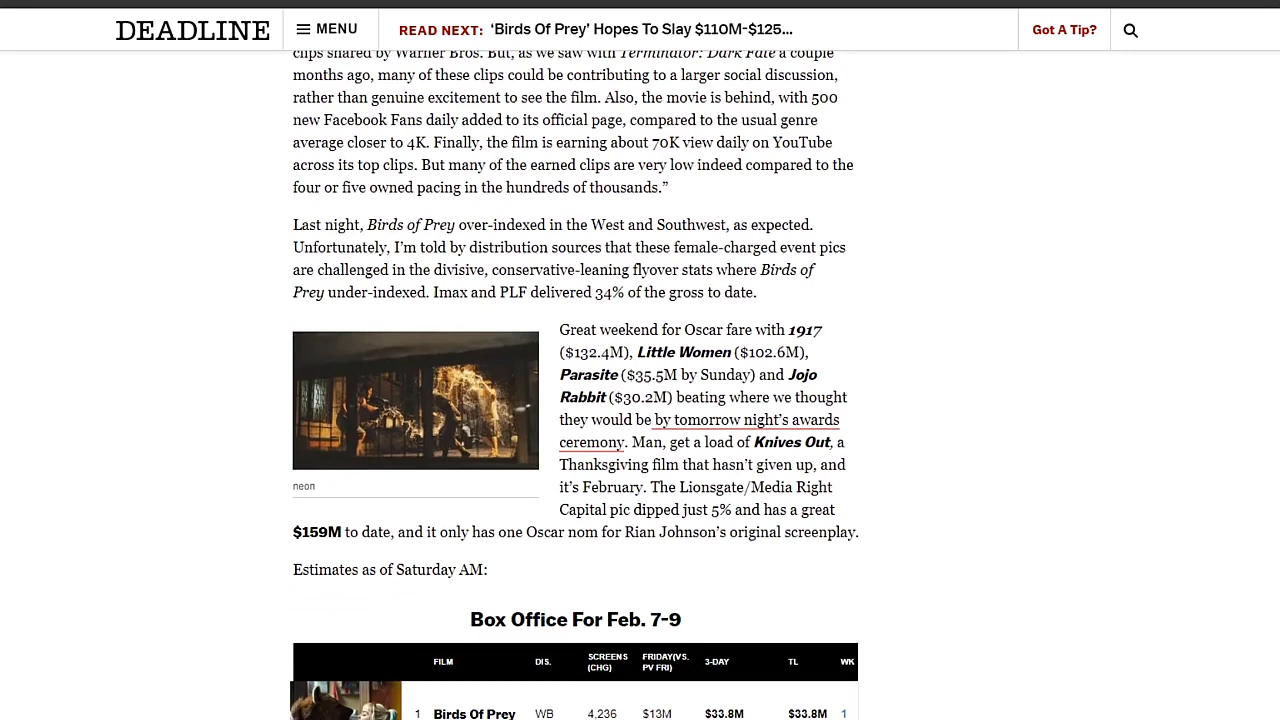 DEADLINE
MENU
READ NEXT: ‘Birds Of Prey’ Hopes To Slay $110M-$125...
Got A Tip?
clips shared by Warner Bros. But, as we saw with Terminator: Dark Fate a couple
months ago, many of these clips could be contributing to a larger social discussion,
rather than genuine excitement to see the film. Also, the movie is behind, with 500
new Facebook Fans daily added to its official page, compared to the usual genre
average closer to 4K. Finally, the film is earning about 70K view daily on YouTube
across its top clips. But many of the earned clips are very low indeed compared to the
four or five owned pacing in the hundreds of thousands.”
Last night, Birds of Prey over-indexed in the West and Southwest, as expected.
Unfortunately, I’m told by distribution sources that these female-charged event pics
are challenged in the divisive, conservative-leaning flyover stats where Birds of
Prey under-indexed. Imax and PLF delivered 34% of the gross to date.
neon
Great weekend for Oscar fare with 1917
($132.4M), Little Women ($102.6M),
Parasite ($35.5M by Sunday) and Jojo
Rabbit ($30.2M) beating where we thought
they would be by tomorrow night’s awards
ceremony. Man, get a load of Knives Out, a
Thanksgiving film that hasn’t given up, and
it’s February. The Lionsgate/Media Right
Capital pic dipped just 5% and has a great
$159M to date, and it only has one Oscar nom for Rian Johnson’s original screenplay.
Estimates as of Saturday AM:
Box Office For Feb. 7-9
FILM DIS. SCREENS (CHG) FRIDAY(VS. PV FRI) 3-DAY TL WK
1 Birds Of Prey WB 4,236 $13M $33.8M $33.8M 1